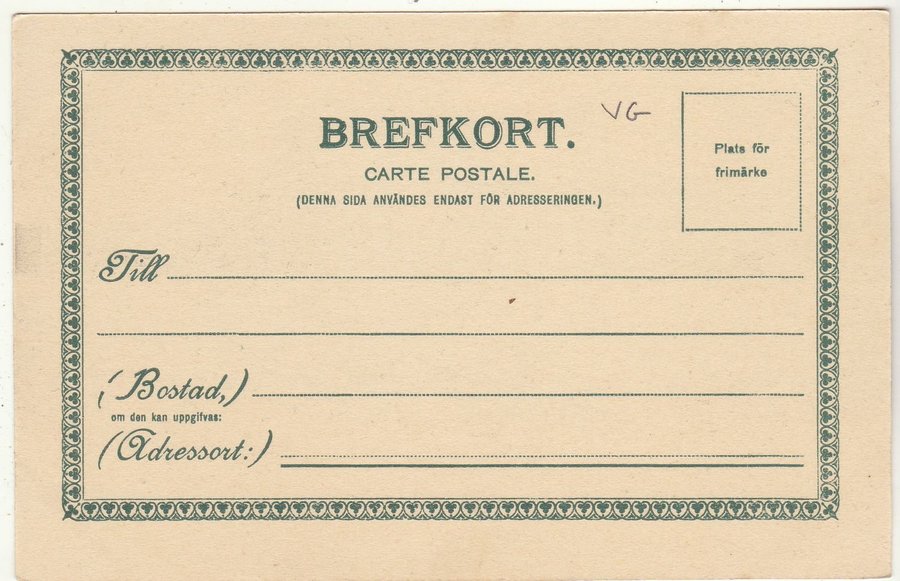 VG
BREFKORT.
CARTE POSTALE.
(DENNA SIDA ANVÄNDES ENDAST FÖR ADRESSERINGEN.)
Plats för
frimärke
Till
(Bostad,)
om den kan uppgifvas:
(Adressort:)